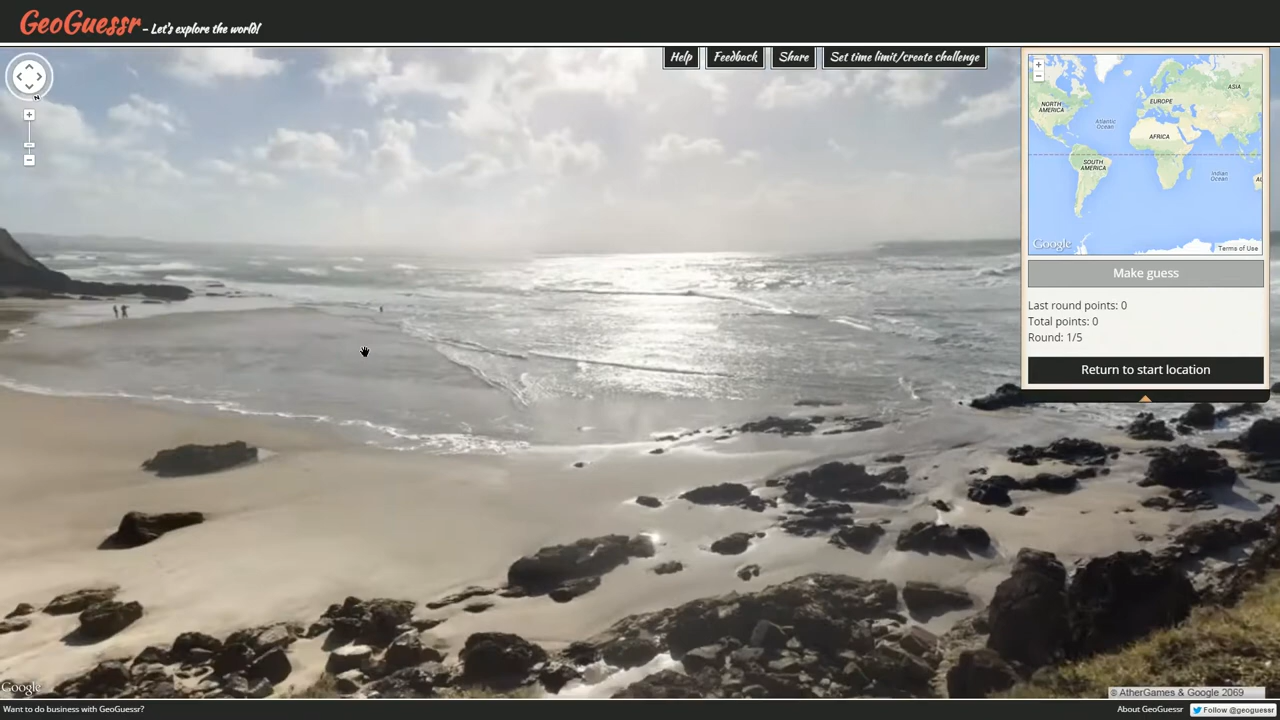 GeoGuessr - Let's explore the world!
Help
Feedback
Share
Set time limit/create challenge
N
+
-
+
-
NORTH AMERICA
Atlantic Ocean
EUROPE
ASIA
AFRICA
SOUTH AMERICA
Indian Ocean
AU
Google
Terms of Use
Make guess
Last round points: 0
Total points: 0
Round: 1/5
Return to start location
Google
© AtherGames & Google 2069
Want to do business with GeoGuessr?
About GeoGuessr
Follow @geoguessr